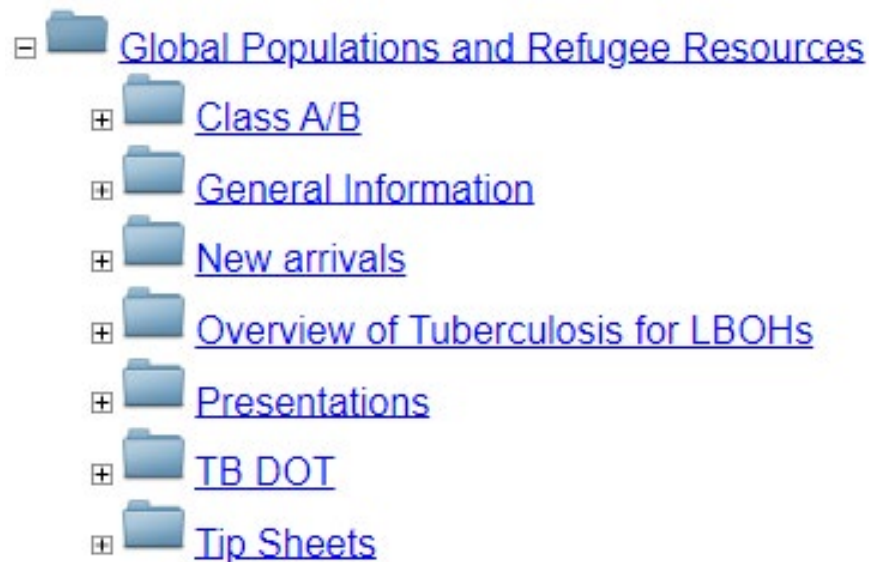 Global Populations and Refugee Resources
Class A/B
General Information
New arrivals
Overview of Tuberculosis for LBOHs
Presentations
TB DOT
Tip Sheets